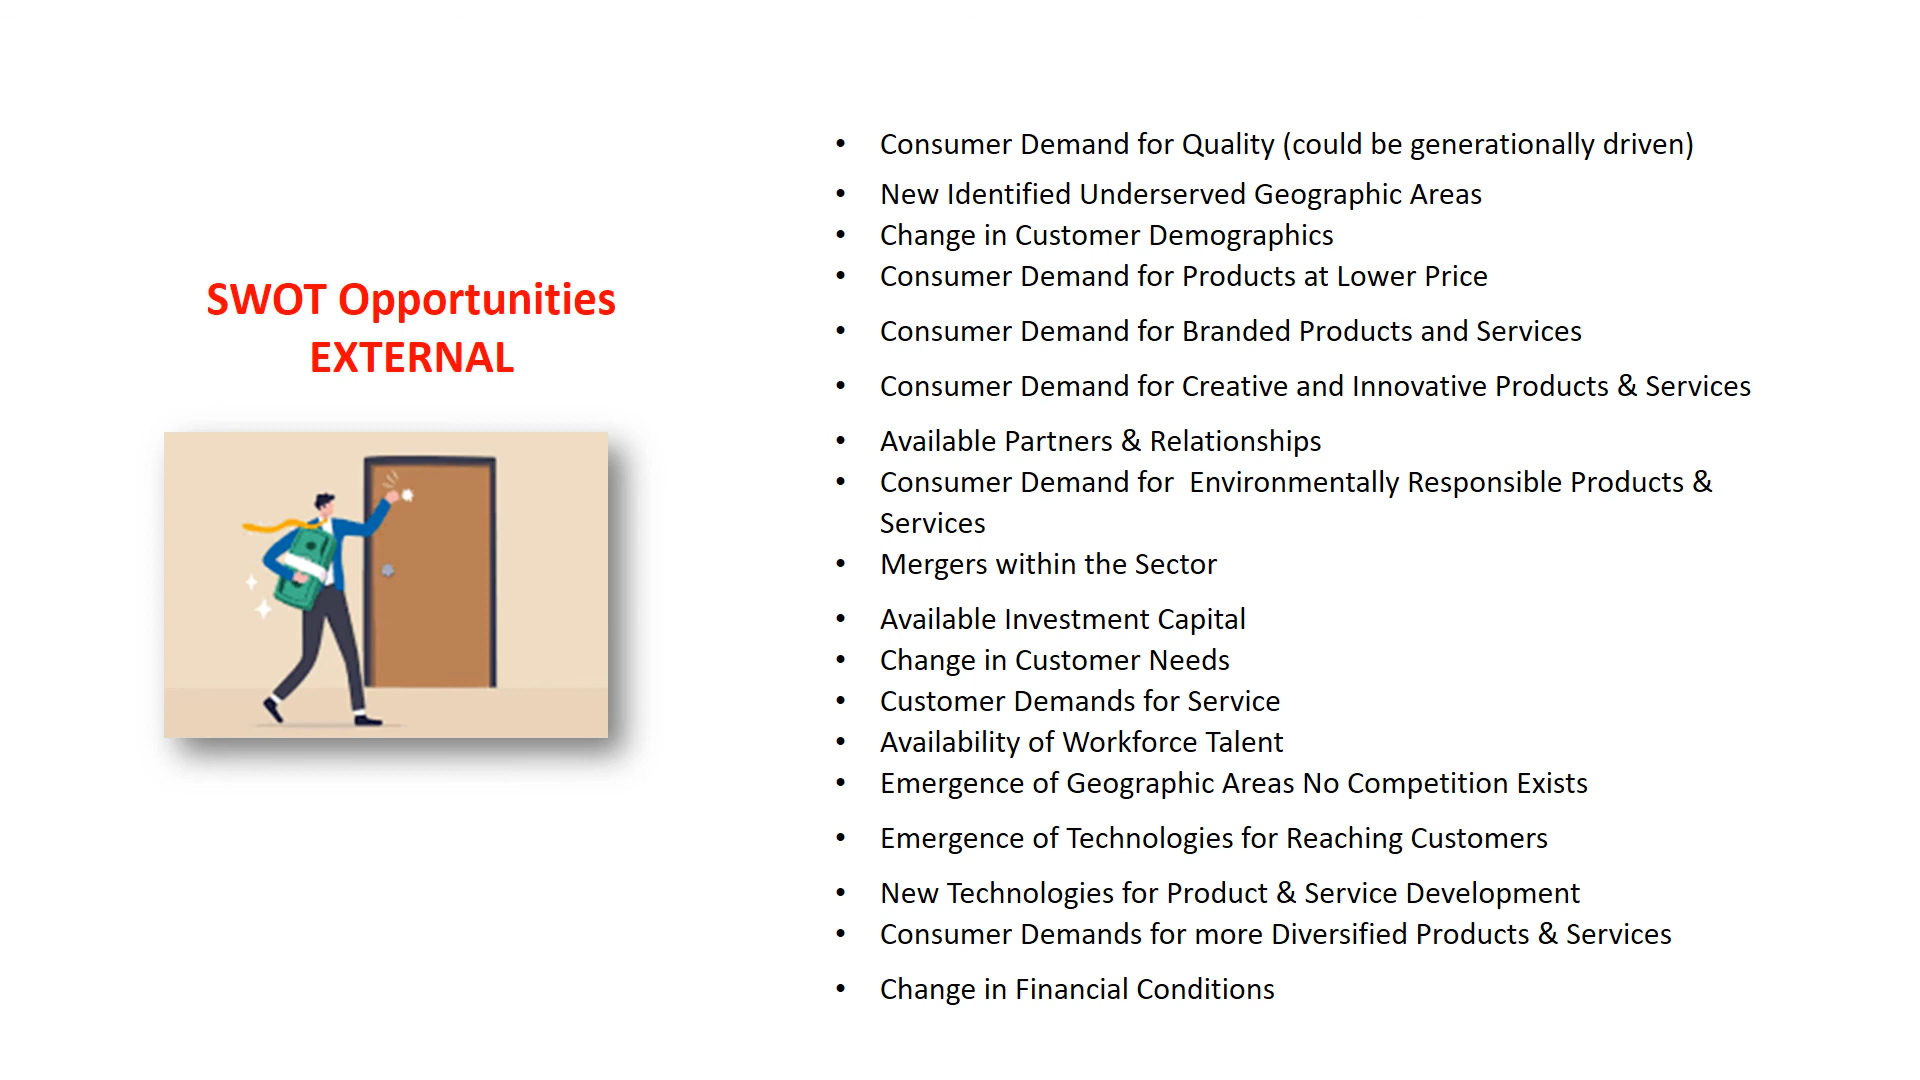 SWOT Opportunities
EXTERNAL
• Consumer Demand for Quality (could be generationally driven)
• New Identified Underserved Geographic Areas
• Change in Customer Demographics
• Consumer Demand for Products at Lower Price
• Consumer Demand for Branded Products and Services
• Consumer Demand for Creative and Innovative Products & Services
• Available Partners & Relationships
• Consumer Demand for  Environmentally Responsible Products &
Services
• Mergers within the Sector
• Available Investment Capital
• Change in Customer Needs
• Customer Demands for Service
• Availability of Workforce Talent
• Emergence of Geographic Areas No Competition Exists
• Emergence of Technologies for Reaching Customers
• New Technologies for Product & Service Development
• Consumer Demands for more Diversified Products & Services
• Change in Financial Conditions